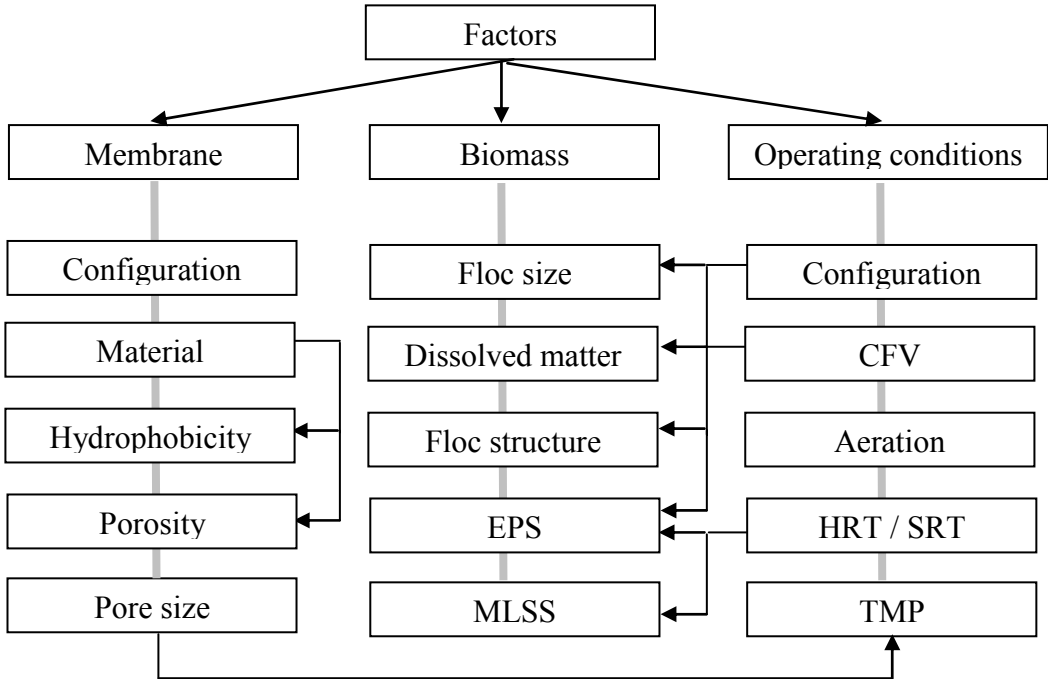 Factors
Membrane
Biomass
Operating conditions
Configuration
Floc size
Configuration
Material
Dissolved matter
CFV
Hydrophobicity
Floc structure
Aeration
Porosity
EPS
HRT / SRT
Pore size
MLSS
TMP